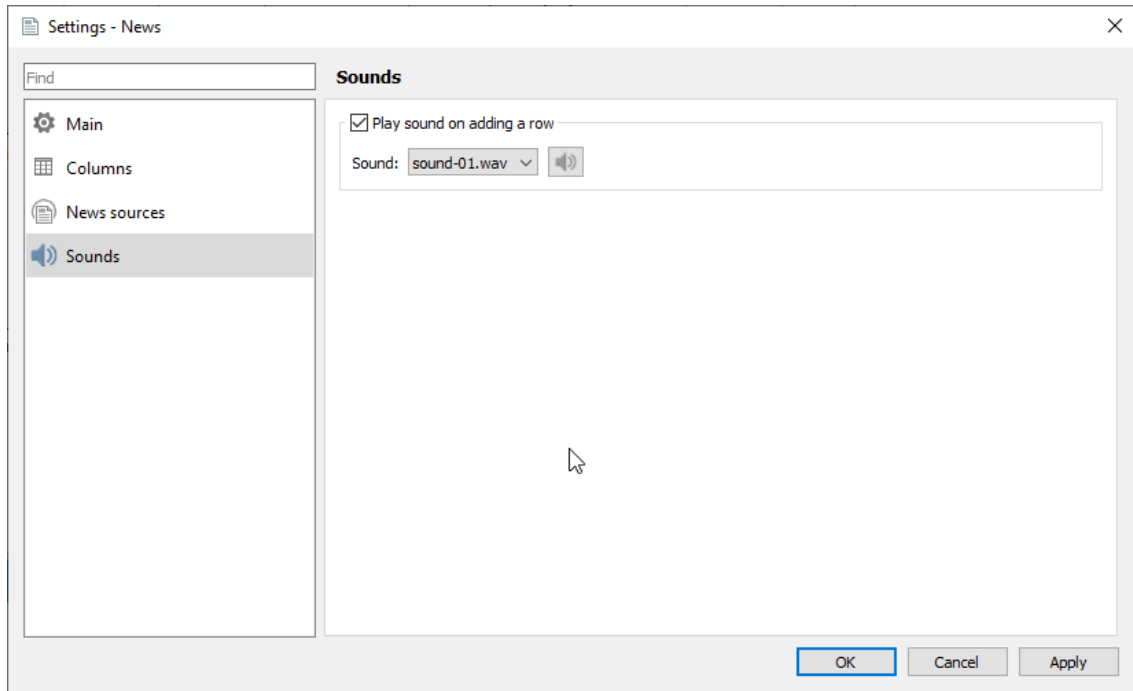 Settings - News
Find
Main
Columns
News sources
Sounds
Sounds
Play sound on adding a row
Sound: sound-01.wav
OK Cancel Apply